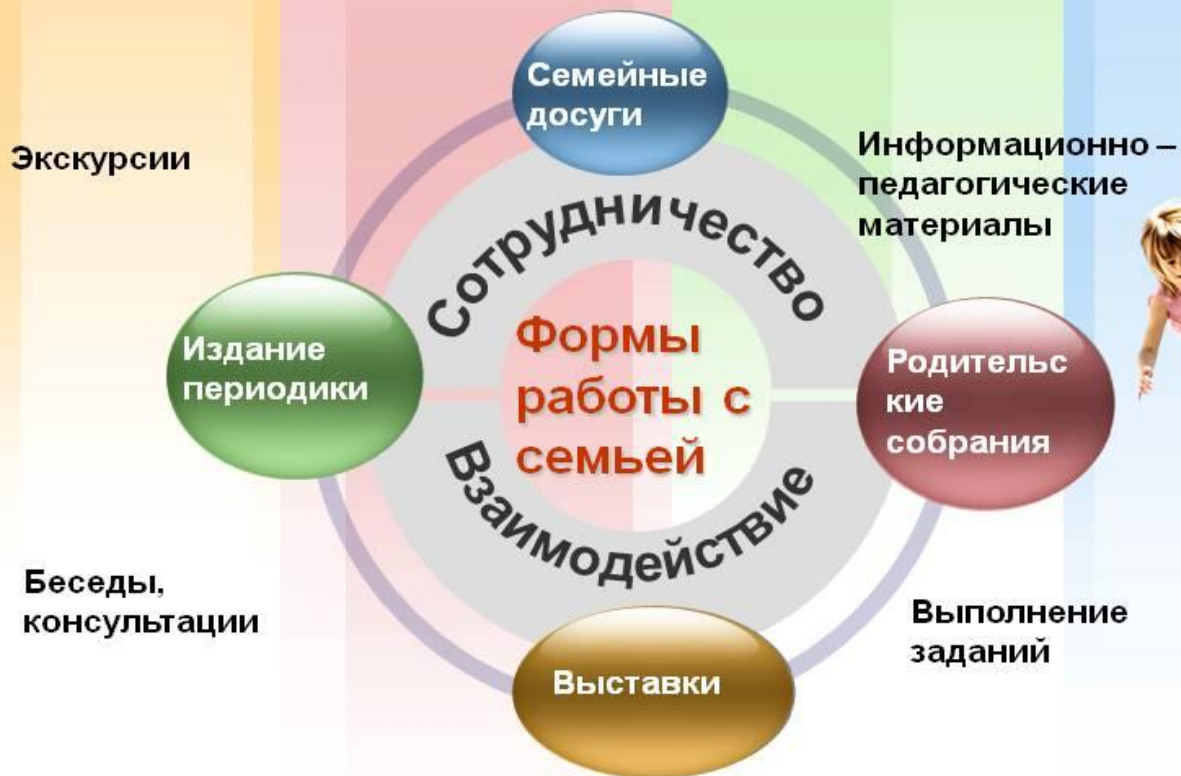 Семейные
досуги
Экскурсии
Информационно –
педагогические
материалы
Сотрудничество
Издание
периодики
Формы
работы с
семьей
Родительс
кие
собрания
Взаимодействие
Беседы,
консультации
Выполнение
заданий
Выставки